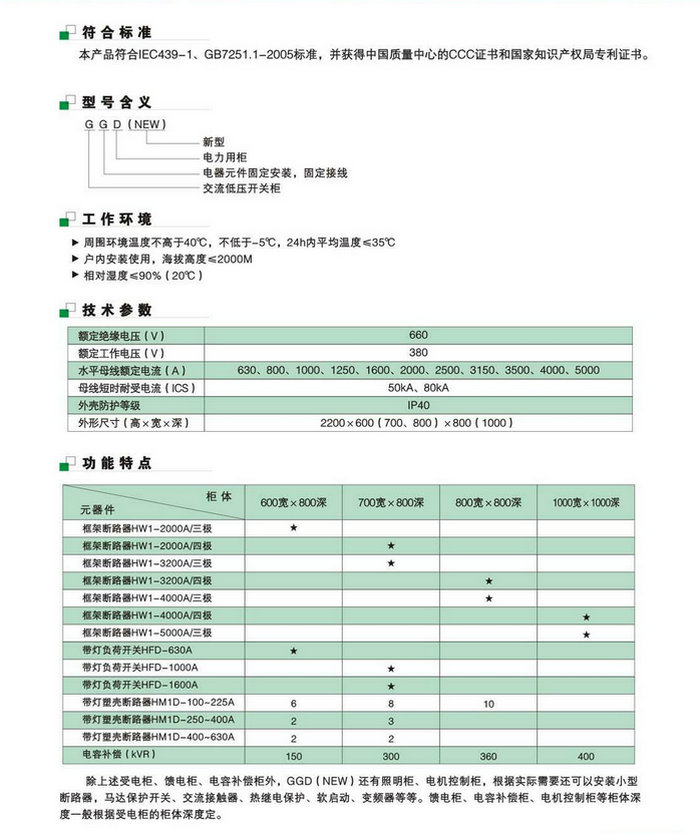 符合标准
本产品符合IEC439-1、GB7251.1-2005标准，并获得中国质量中心的CCC证书和国家知识产权局专利证书。
型号含义
G G D (NEW)
新型
电力用柜
电器元件固定安装，固定接线
交流低压开关柜
工作环境
▶ 周围环境温度不高于40℃，不低于-5℃，24h内平均温度≤35℃
▶ 户内安装使用，海拔高度≤2000M
▶ 相对湿度≤90%（20℃）
技术参数
额定绝缘电压（V） 660
额定工作电压（V） 380
水平母线额定电流（A） 630、800、1000、1250、1600、2000、2500、3150、3500、4000、5000
母线短时耐受电流（ICS） 50kA、80kA
外壳防护等级 IP40
外形尺寸（高×宽×深） 2200×600（700、800）×800（1000）
功能特点
柜体 600宽×800深 700宽×800深 800宽×800深 1000宽×1000深
元器件
框架断路器HW1-2000A/三极 ★
框架断路器HW1-2000A/四极 ★
框架断路器HW1-3200A/三极 ★
框架断路器HW1-3200A/四极 ★
框架断路器HW1-4000A/三极 ★
框架断路器HW1-4000A/四极 ★
框架断路器HW1-5000A/三极 ★
带灯负荷开关HFD-630A ★
带灯负荷开关HFD-1000A ★
带灯负荷开关HFD-1600A ★
带灯塑壳断路器HM1D-100~225A 6 8 10
带灯塑壳断路器HM1D-250~400A 2 3
带灯塑壳断路器HM1D-400~630A 2 2
电容补偿（kVR） 150 300 360 400
除上述受电柜、馈电柜、电容补偿柜外，GGD（NEW）还有照明柜、电机控制柜，根据实际需要还可以安装小型
断路器，马达保护开关、交流接触器、热继电保护、软启动、变频器等等。馈电柜、电容补偿柜、电机控制柜等柜体深
度一般根据受电柜的柜体深度定。